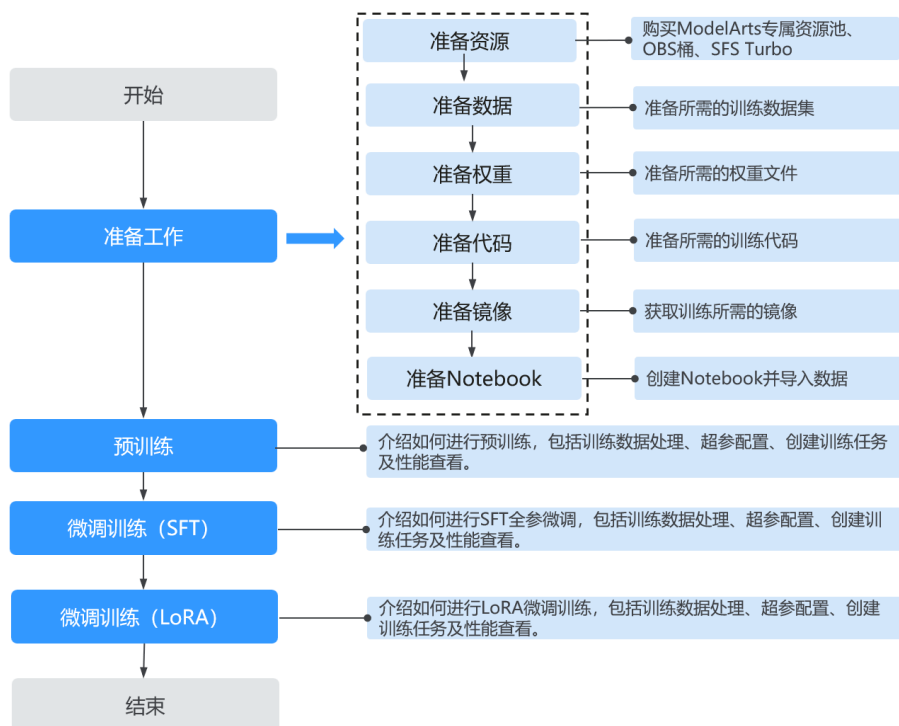 准备资源
购买ModelArts专属资源池、
OBS桶、SFS Turbo
开始
准备数据
准备所需的训练数据集
准备权重
准备所需的权重文件
准备工作
准备代码
准备所需的训练代码
准备镜像
获取训练所需的镜像
准备Notebook
创建Notebook并导入数据
预训练
介绍如何进行预训练，包括训练数据处理、超参配置、创建训练任务
及性能查看。
微调训练（SFT）
介绍如何进行SFT全参微调，包括训练数据处理、超参配置、创建训
练任务及性能查看。
微调训练（LoRA）
介绍如何进行LoRA微调训练，包括训练数据处理、超参配置、创建
训练任务及性能查看。
结束